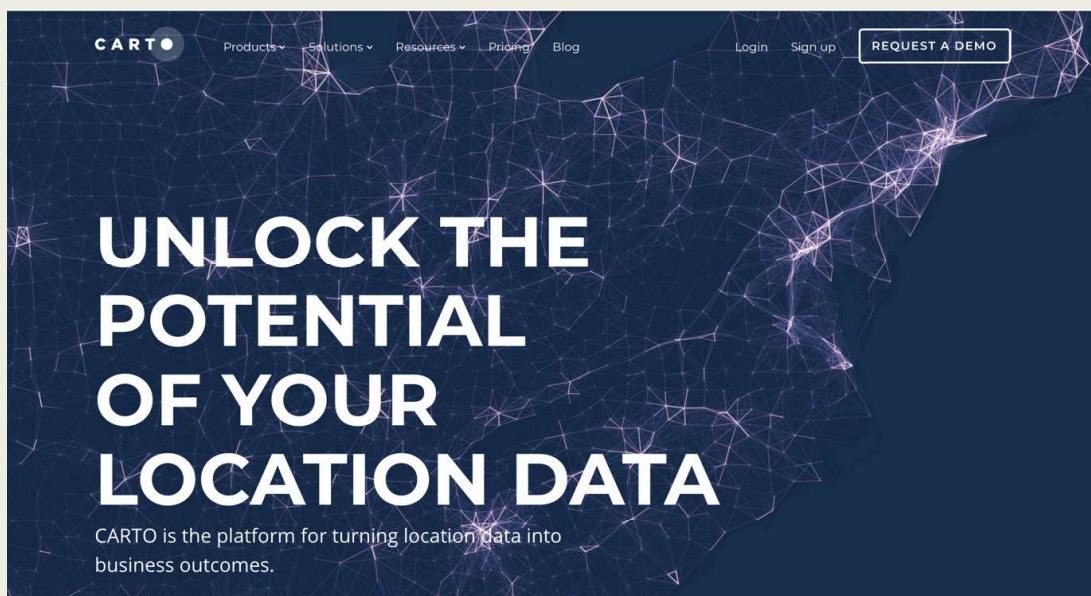 CARTO
Products Solutions Resources Pricing Blog Login Sign up REQUEST A DEMO
UNLOCK THE
POTENTIAL
OF YOUR
LOCATION DATA
CARTO is the platform for turning location data into
business outcomes.